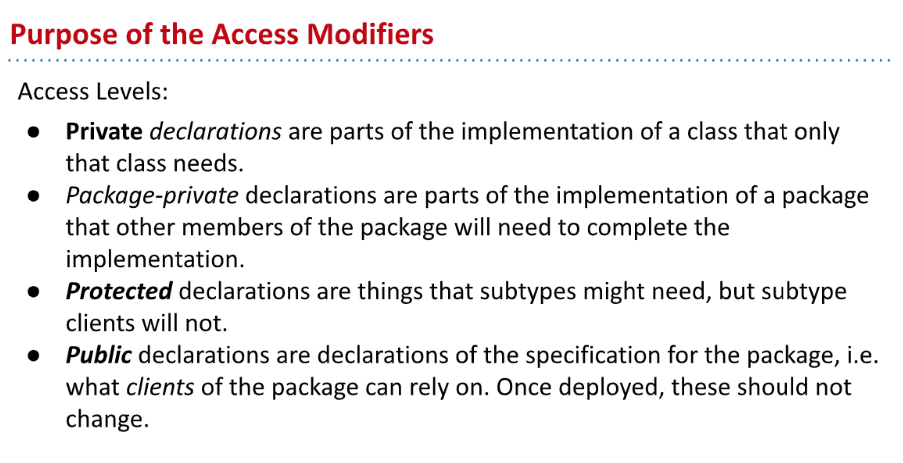 Purpose of the Access Modifiers
Access Levels:
● Private declarations are parts of the implementation of a class that only
that class needs.
● Package-private declarations are parts of the implementation of a package
that other members of the package will need to complete the
implementation.
● Protected declarations are things that subtypes might need, but subtype
clients will not.
● Public declarations are declarations of the specification for the package, i.e.
what clients of the package can rely on. Once deployed, these should not
change.